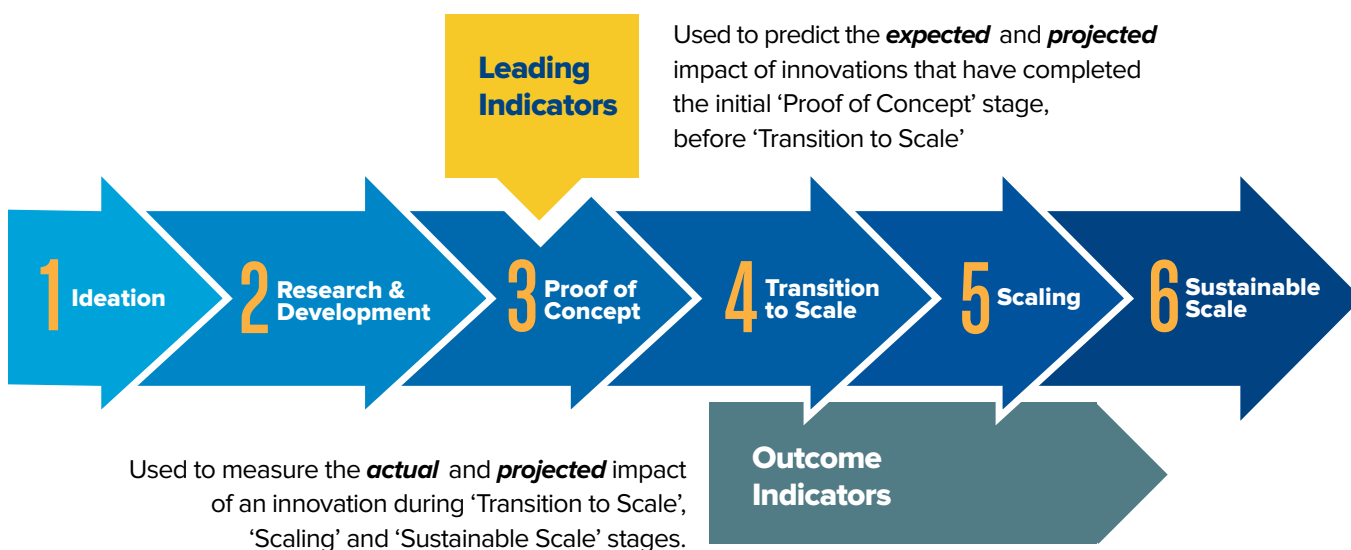 Leading
Indicators
Used to predict the expected and projected
impact of innovations that have completed
the initial ‘Proof of Concept’ stage,
before ‘Transition to Scale’
1 Ideation
2 Research &
Development
3 Proof of
Concept
4 Transition
to Scale
5 Scaling
6 Sustainable
Scale
Used to measure the actual and projected impact
of an innovation during ‘Transition to Scale’,
‘Scaling’ and ‘Sustainable Scale’ stages.
Outcome
Indicators